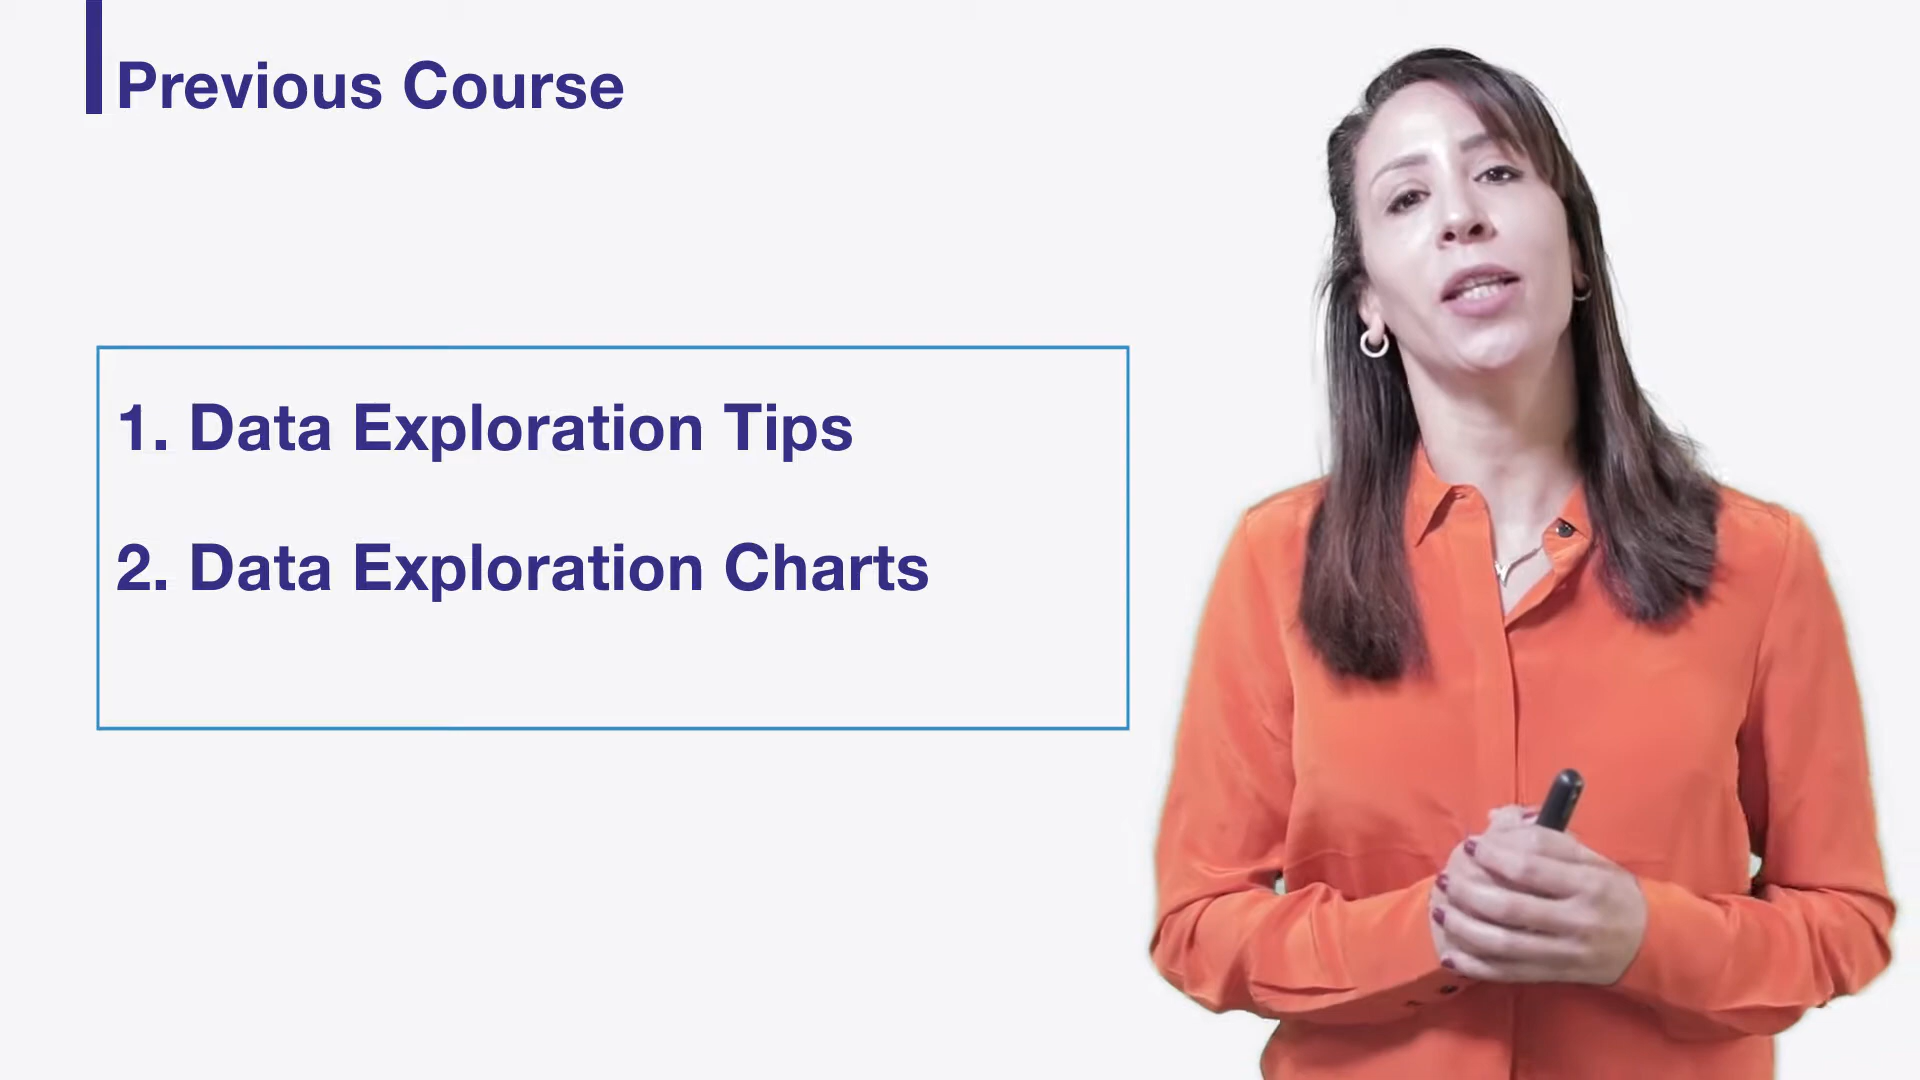 Previous Course
1. Data Exploration Tips
2. Data Exploration Charts